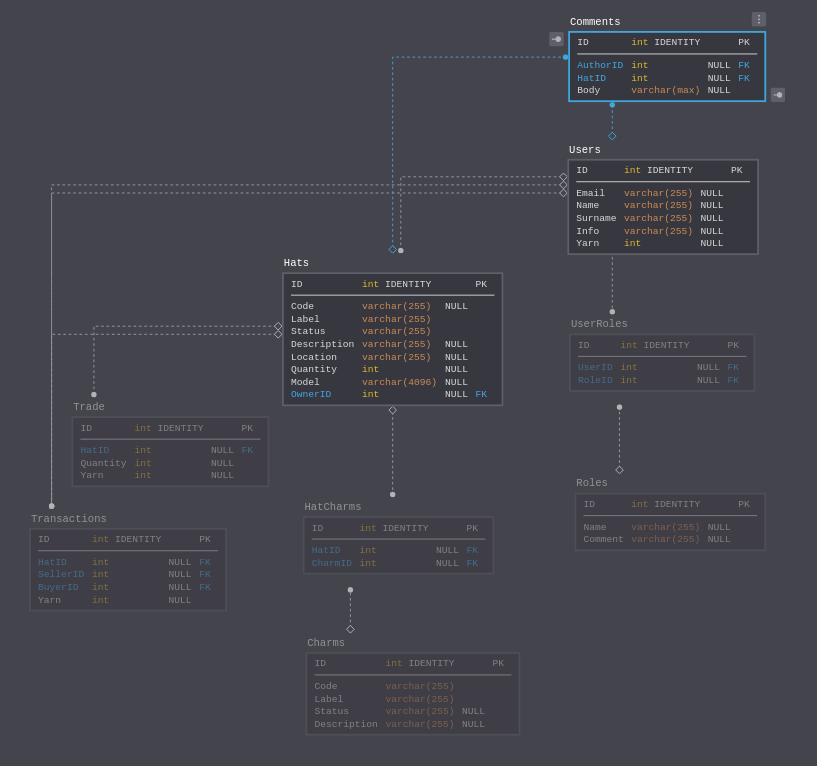 Comments
ID int IDENTITY PK
AuthorID int NULL FK
HatID int NULL FK
Body varchar(max) NULL
Users
ID int IDENTITY PK
Email varchar(255) NULL
Name varchar(255) NULL
Surname varchar(255) NULL
Info varchar(255) NULL
Yarn int NULL
Hats
ID int IDENTITY PK
Code varchar(255) NULL
Label varchar(255)
Status varchar(255)
Description varchar(255) NULL
Location varchar(255) NULL
Quantity int NULL
Model varchar(4096) NULL
OwnerID int NULL FK
UserRoles
ID int IDENTITY PK
UserID int NULL FK
RoleID int NULL FK
Trade
ID int IDENTITY PK
HatID int NULL FK
Quantity int NULL
Yarn int NULL
Roles
ID int IDENTITY PK
Name varchar(255) NULL
Comment varchar(255) NULL
Transactions
ID int IDENTITY PK
HatID int NULL FK
SellerID int NULL FK
BuyerID int NULL FK
Yarn int NULL
HatCharms
ID int IDENTITY PK
HatID int NULL FK
CharmID int NULL FK
Charms
ID int IDENTITY PK
Code varchar(255)
Label varchar(255)
Status varchar(255) NULL
Description varchar(255) NULL